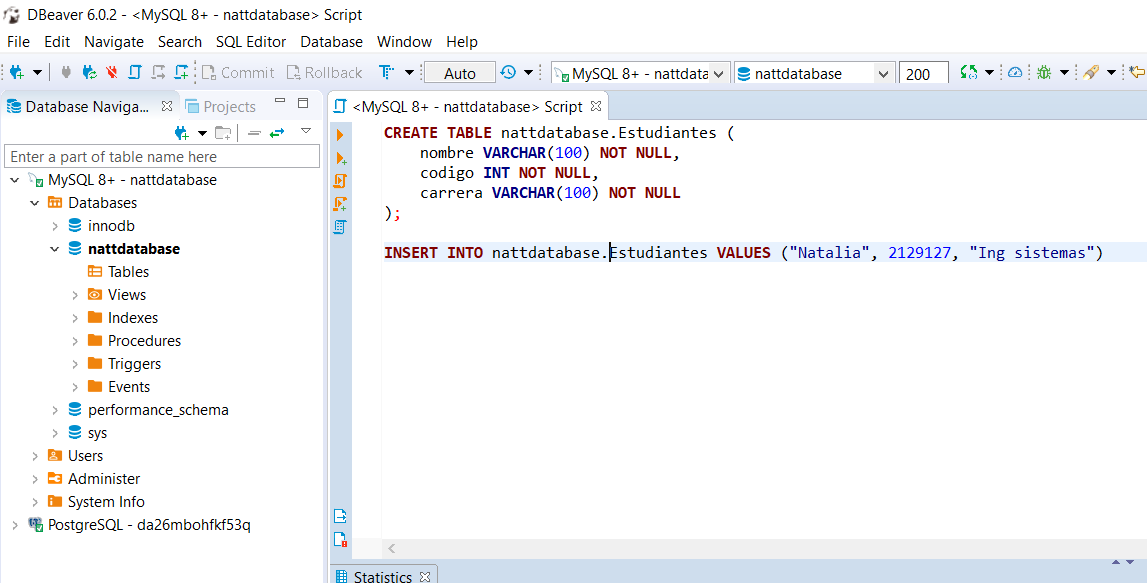 DBeaver 6.0.2 - <MySQL 8+ - nattdatabase> Script
File Edit Navigate Search SQL Editor Database Window Help
Commit Rollback Auto MySQL 8+ - nattdata nattdatabase 200
Database Naviga... Projects
Enter a part of table name here
MySQL 8+ - nattdatabase
Databases
innodb
nattdatabase
Tables
Views
Indexes
Procedures
Triggers
Events
performance_schema
sys
Users
Administer
System Info
PostgreSQL - da26mbohfkf53q
<MySQL 8+ - nattdatabase> Script
CREATE TABLE nattdatabase.Estudiantes (
nombre VARCHAR(100) NOT NULL,
codigo INT NOT NULL,
carrera VARCHAR(100) NOT NULL
);
INSERT INTO nattdatabase.Estudiantes VALUES ("Natalia", 2129127, "Ing sistemas")
Statistics